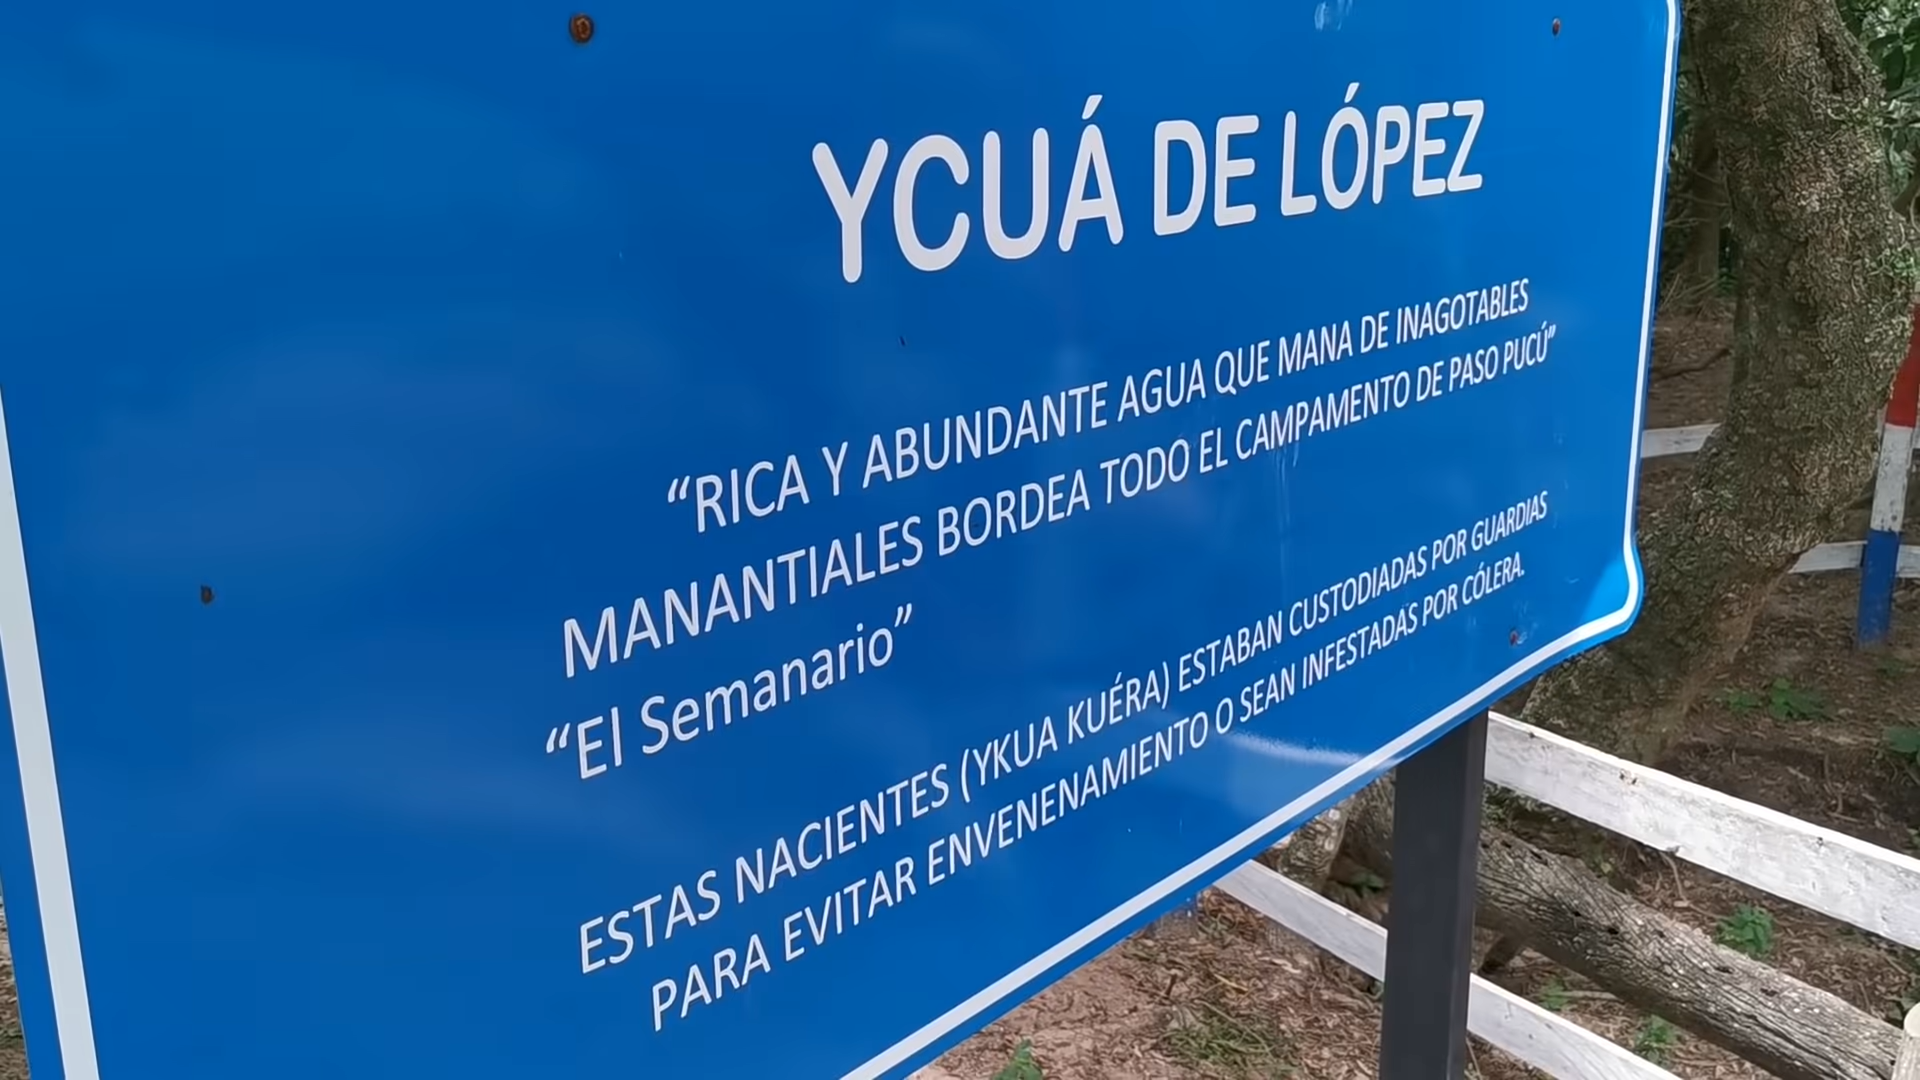 YCUÁ DE LÓPEZ
“RICA Y ABUNDANTE AGUA QUE MANA DE INAGOTABLES
MANANTIALES BORDEA TODO EL CAMPAMENTO DE PASO PUCÚ”
“El Semanario”
ESTAS NACIENTES (YKUA KUÉRA) ESTABAN CUSTODIADAS POR GUARDIAS
PARA EVITAR ENVENENAMIENTO O SEAN INFESTADAS POR CÓLERA.